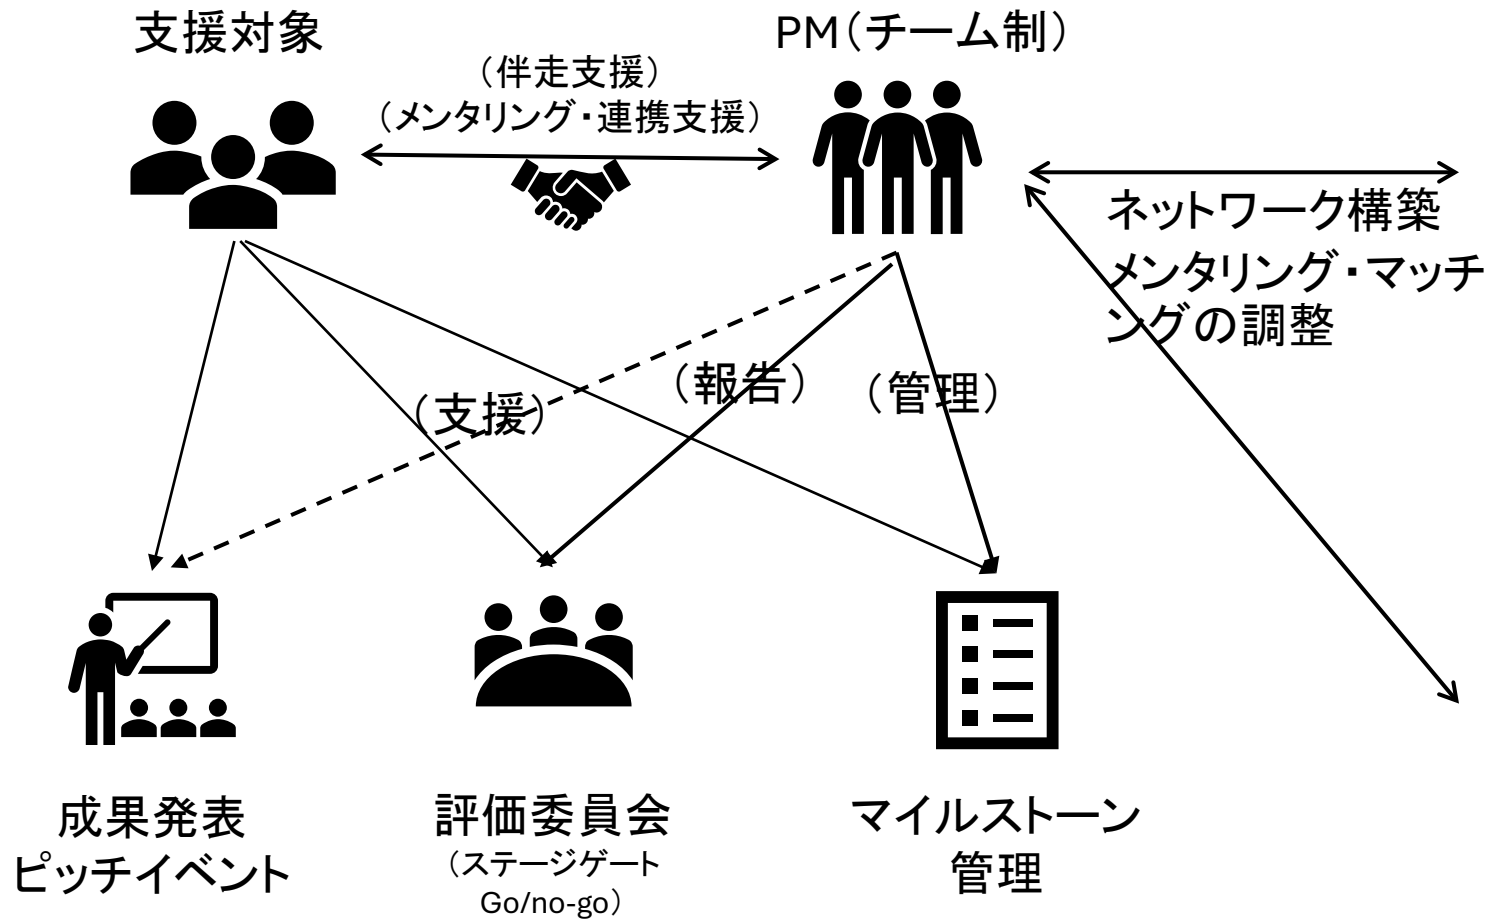 支援対象
PM（チーム制）
（伴走支援）
（メンタリング・連携支援）
ネットワーク構築
メンタリング・マッチ
ングの調整
（支援）
（報告）
（管理）
成果発表
ピッチイベント
評価委員会
（ステージゲート
Go/no-go）
マイルストーン
管理